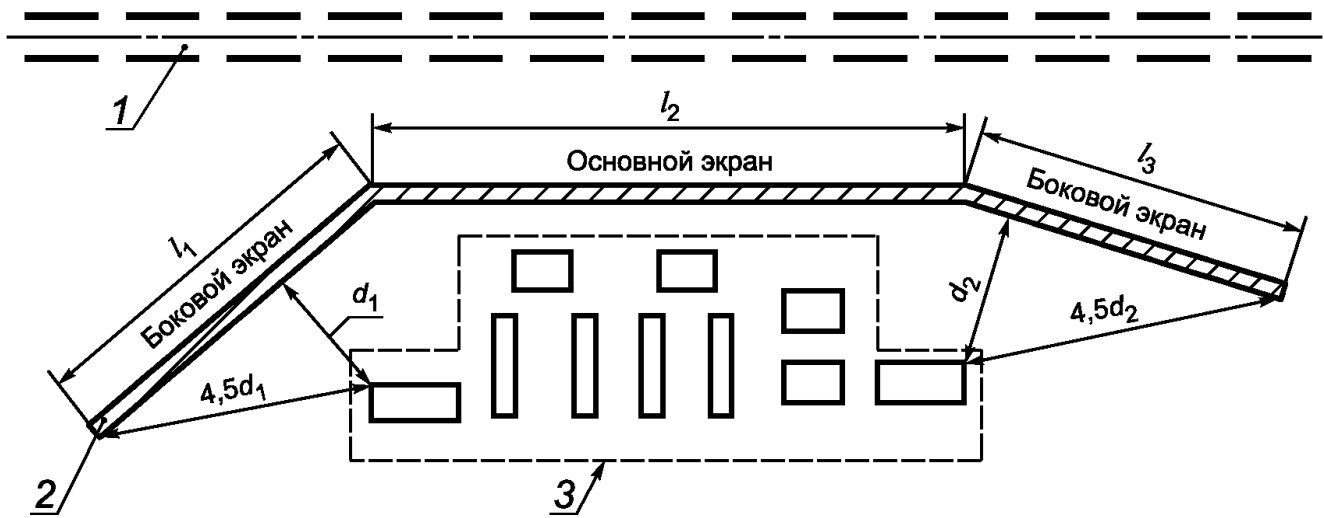 1
l2
Основной экран
l3
Боковой экран
l1
Боковой экран
d1
d2
4,5d1
4,5d2
2
3